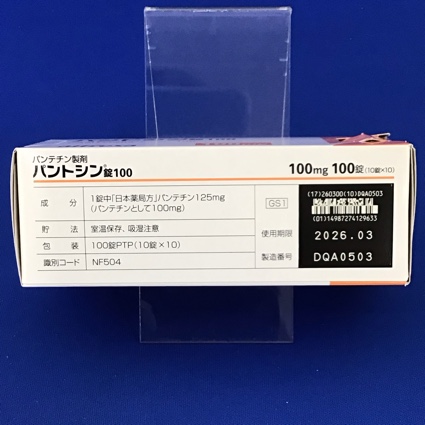 パンテチン製剤
パントシン®錠100
100mg 100錠(10錠×10)
成 分
1錠中「日本薬局方」パンテチン125mg
(パンテチンとして100mg)
貯 法
室温保存、吸湿注意
包 装
100錠PTP(10錠×10)
識別コード
NF504
GS1
(17)260300(10)DQA0503
(01)14987274129633
使用期限
2026.03
製造番号
DQA0503